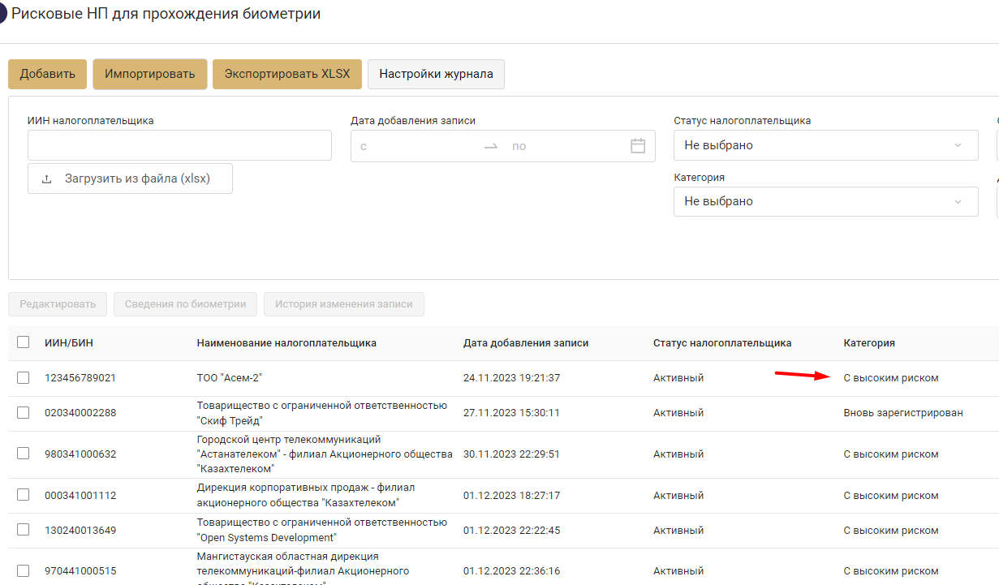 Рисковые НП для прохождения биометрии
Добавить Импортировать Экспортировать XLSX Настройки журнала
ИИН налогоплательщика Дата добавления записи Статус налогоплательщика
с по Не выбрано
Загрузить из файла (xlsx)
Категория
Не выбрано
Редактировать Сведения по биометрии История изменения записи
ИИН/БИН Наименование налогоплательщика Дата добавления записи Статус налогоплательщика Категория
123456789021 ТОО "Асем-2" 24.11.2023 19:21:37 Активный С высоким риском
Товарищество с ограниченной ответственностью
020340002288 27.11.2023 15:30:11 Активный Вновь зарегистрирован
"Скиф Трейд"
Городской центр телекоммуникаций
980341000632 "Астанателеком" - филиал Акционерного общества 30.11.2023 22:29:51 Активный С высоким риском
"Казахтелеком"
Дирекция корпоративных продаж - филиал
000341001112 01.12.2023 18:27:17 Активный С высоким риском
акционерного общества "Казахтелеком"
Товарищество с ограниченной ответственностью
130240013649 01.12.2023 22:22:45 Активный С высоким риском
"Open Systems Development"
Мангистауская областная дирекция
970441000515 телекоммуникаций-филиал Акционерного 01.12.2023 22:36:16 Активный С высоким риском
общества "Казахтелеком"